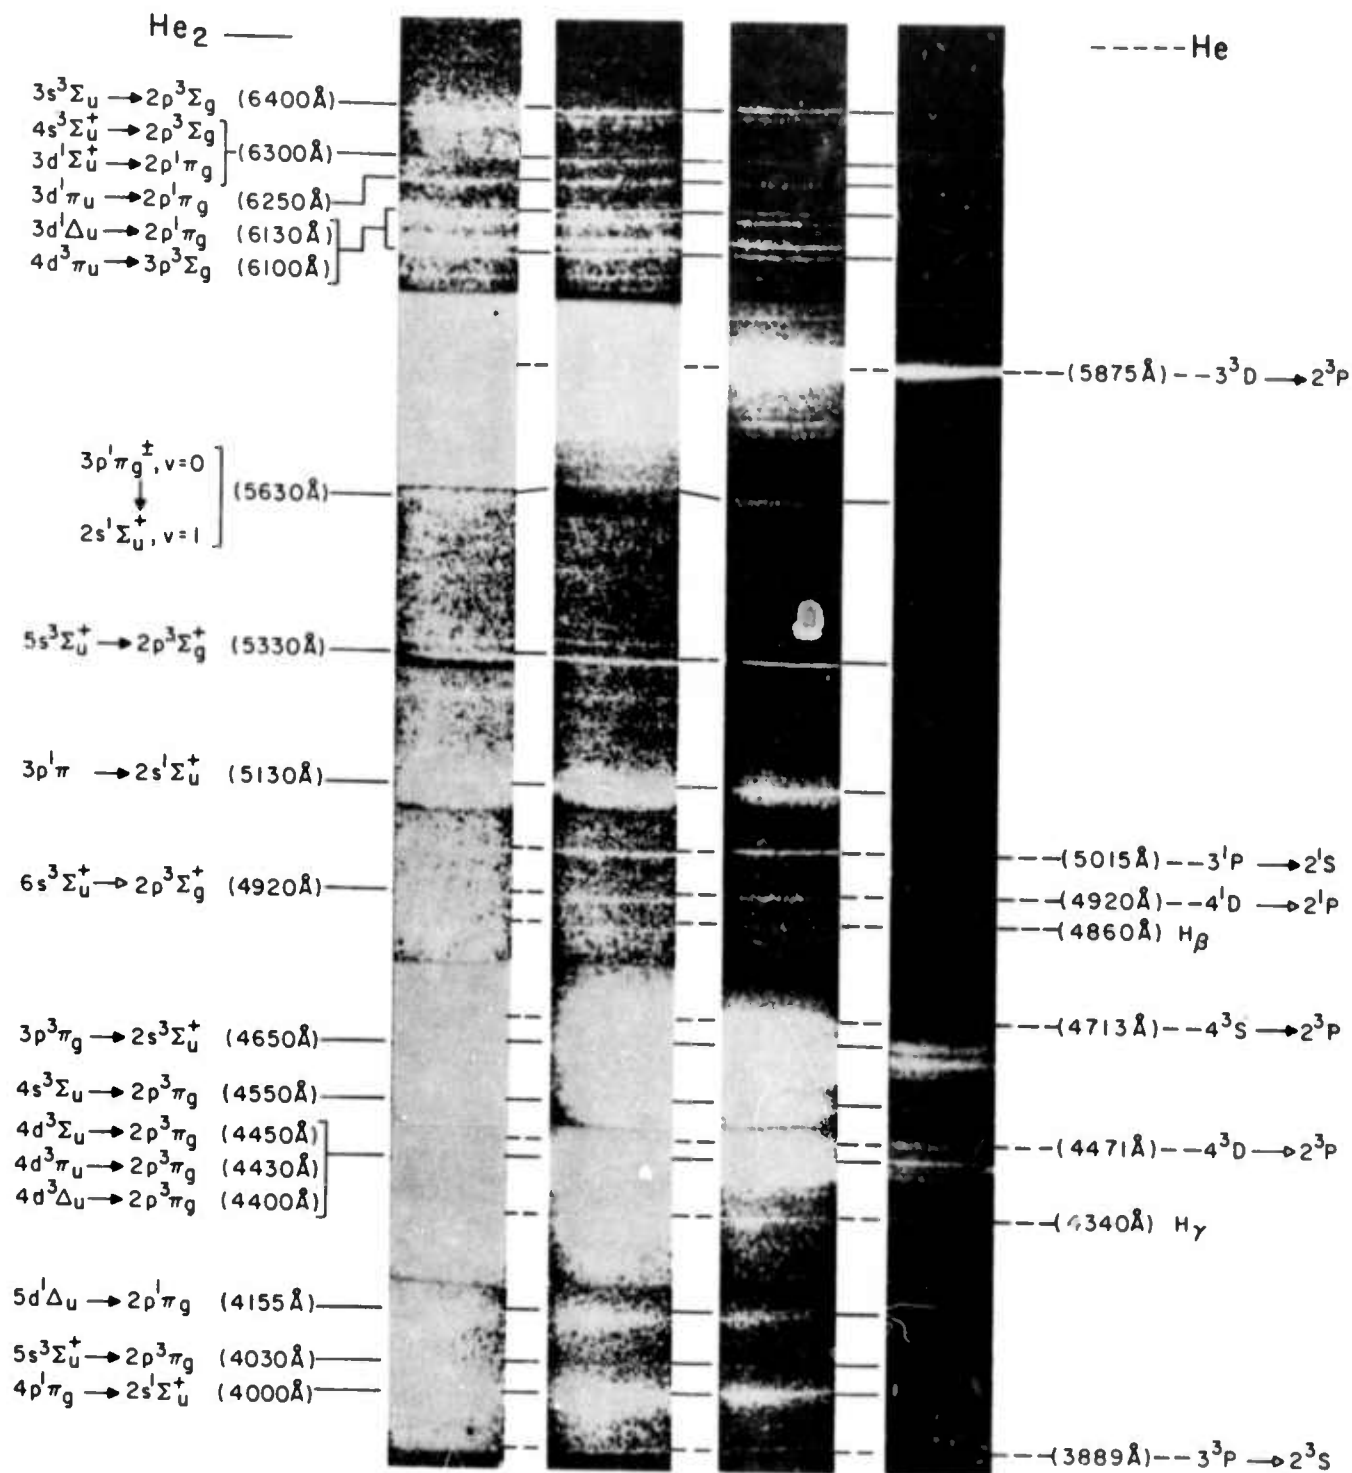 He₂ ——
-----He
3s³Σu → 2p³Σg (6400Å)
4s³Σu⁺ → 2p³Σg
3d¹Σu⁺ → 2p¹πg
(6300Å)
3d¹πu → 2p¹πg (6250Å)
3d¹Δu → 2p¹πg (6130Å)
4d³πu → 3p³Σg (6100Å)
(5875Å)--3³D → 2³P
3p¹πg±, v=0
↓
2s¹Σu⁺, v=1
(5630Å)
5s³Σu⁺ → 2p³Σg⁺ (5330Å)
3p¹π → 2s¹Σu⁺ (5130Å)
(5015Å)--3¹P → 2¹S
6s³Σu⁺ → 2p³Σg⁺ (4920Å)
(4920Å)--4¹D → 2¹P
(4860Å) Hβ
3p³πg → 2s³Σu⁺ (4650Å)
(4713Å)--4³S → 2³P
4s³Σu → 2p³πg (4550Å)
4d³Σu → 2p³πg (4450Å)
(4471Å)--4³D → 2³P
4d³πu → 2p³πg (4430Å)
4d³Δu → 2p³πg (4400Å)
(4340Å) Hγ
5d¹Δu → 2p¹πg (4155Å)
5s³Σu⁺ → 2p³πg (4030Å)
4p¹πg → 2s¹Σu⁺ (4000Å)
(3889Å)--3³P → 2³S